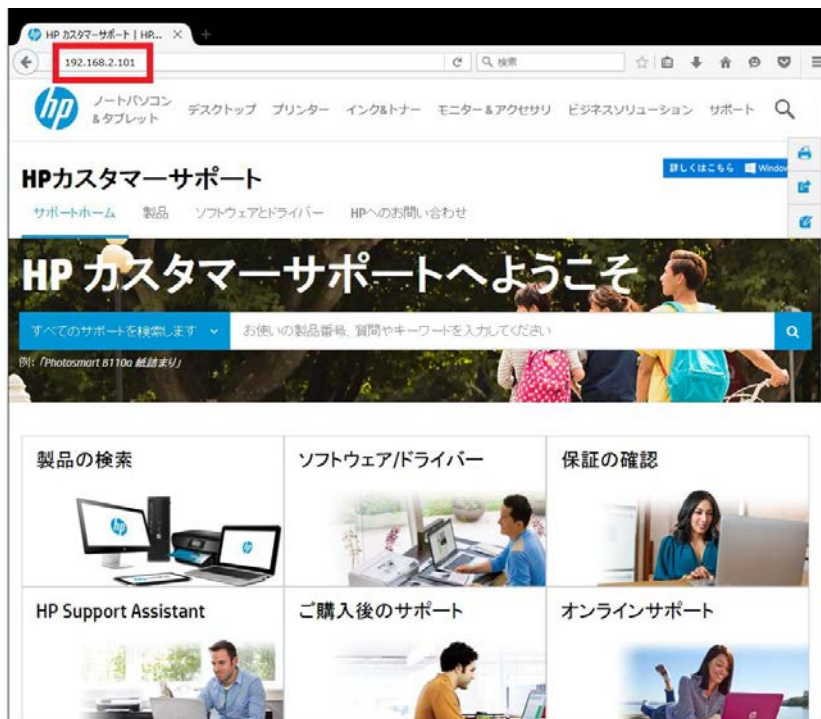 HP カスタマーサポート | HP...
192.168.2.101
検索
hp
ノートパソコン
&タブレット
デスクトップ
プリンター
インク&トナー
モニター&アクセサリ
ビジネスソリューション
サポート
HPカスタマーサポート
詳しくはこちら
Window
サポートホーム
製品
ソフトウェアとドライバー
HPへのお問い合わせ
HP カスタマーサポートへようこそ
すべてのサポートを検索します
お使いの製品番号、質問やキーワードを入力してください
例:「Photosmart 8110a 紙詰まり」
製品の検索
ソフトウェア/ドライバー
保証の確認
HP Support Assistant
ご購入後のサポート
オンラインサポート